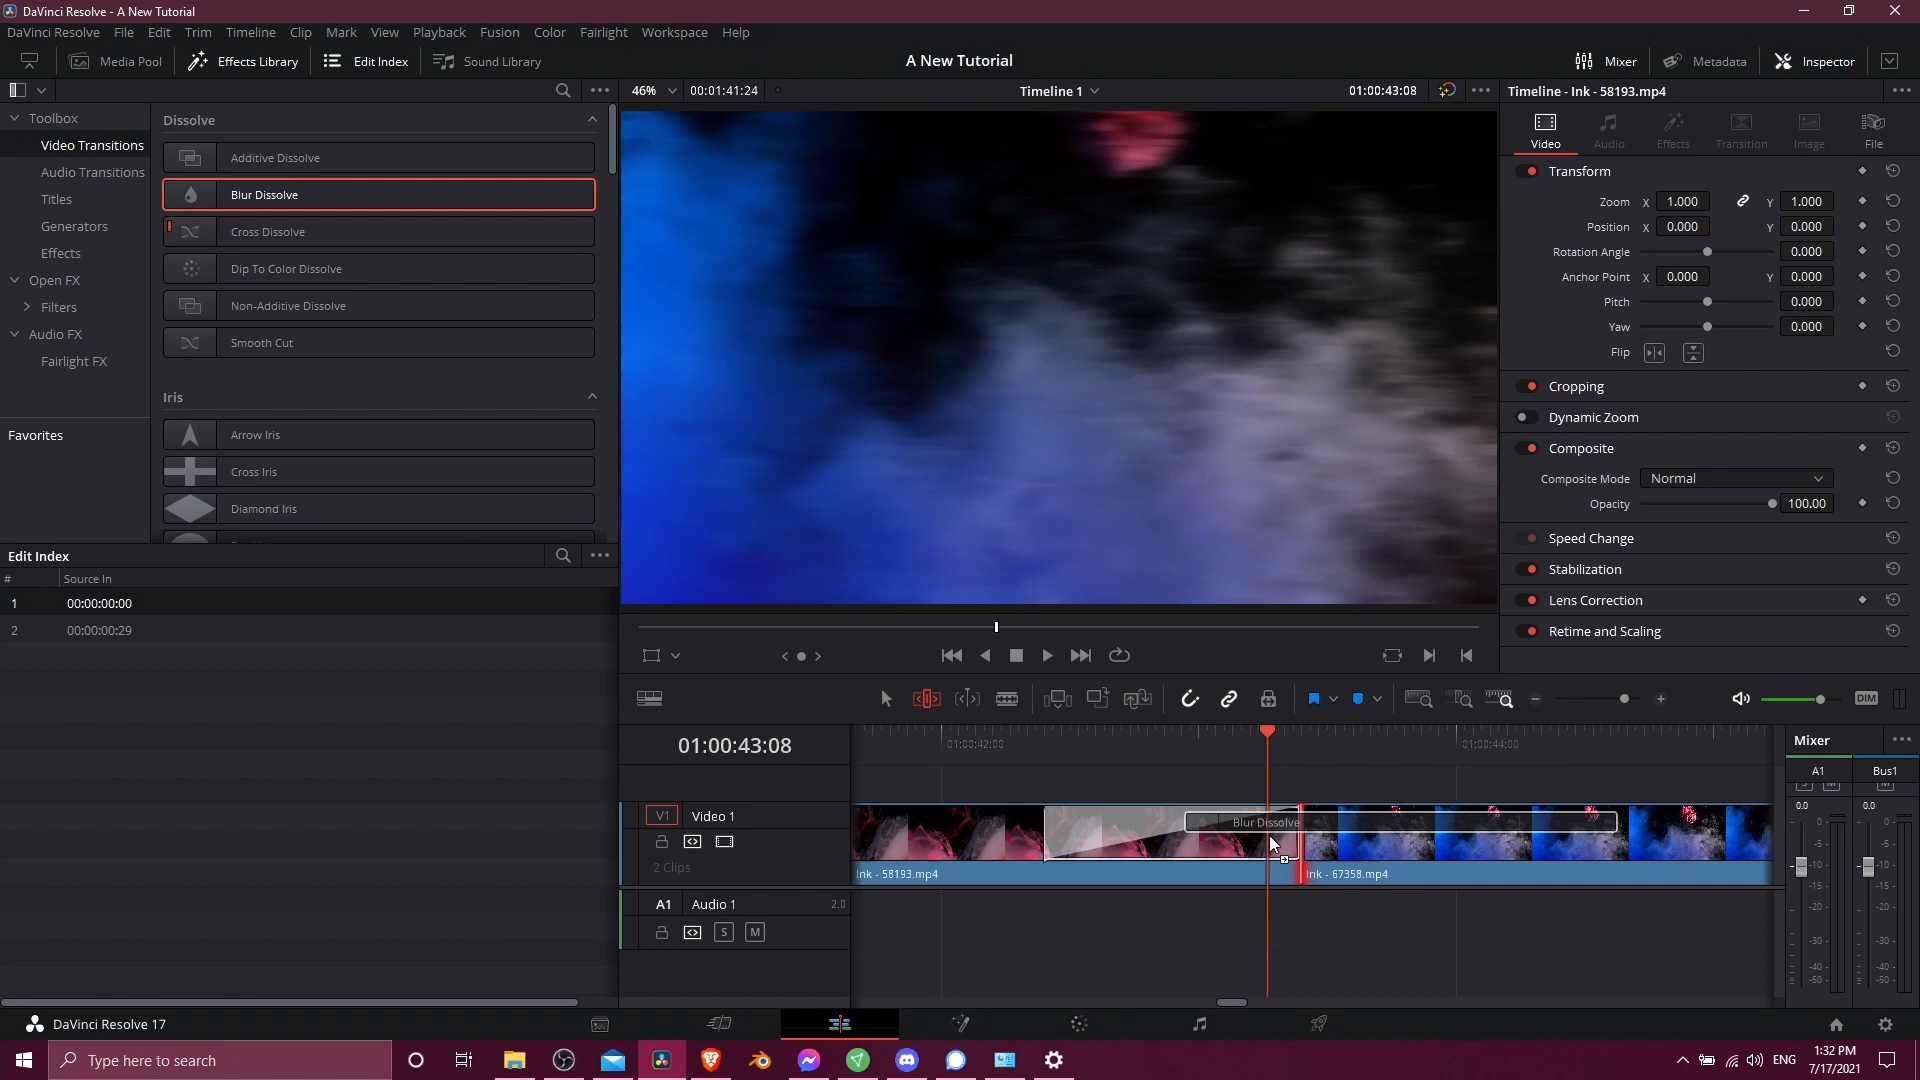 DaVinci Resolve - A New Tutorial
DaVinci Resolve File Edit Trim Timeline Clip Mark View Playback Fusion Color Fairlight Workspace Help
Media Pool Effects Library Edit Index Sound Library A New Tutorial Mixer Metadata Inspector
46% 00:01:41:24 Timeline 1 01:00:43:08 Timeline - Ink - 58193.mp4
Toolbox
Video Transitions
Audio Transitions
Titles
Generators
Effects
Open FX
Filters
Audio FX
Fairlight FX
Favorites
Dissolve
Additive Dissolve
Blur Dissolve
Cross Dissolve
Dip To Color Dissolve
Non-Additive Dissolve
Smooth Cut
Iris
Arrow Iris
Cross Iris
Diamond Iris
Video Audio Effects Transition Image File
Transform
Zoom X 1.000 Y 1.000
Position X 0.000 Y 0.000
Rotation Angle 0.000
Anchor Point X 0.000 Y 0.000
Pitch 0.000
Yaw 0.000
Flip
Cropping
Dynamic Zoom
Composite
Composite Mode Normal
Opacity 100.00
Speed Change
Stabilization
Lens Correction
Retime and Scaling
Edit Index
# Source In
1 00:00:00:00
2 00:00:00:29
DIM
01:00:43:08
01:00:42:00 01:00:44:00
V1 Video 1
2 Clips
Blur Dissolve
Ink - 58193.mp4 Ink - 67358.mp4
A1 Audio 1 2.0
S M
Mixer
A1 Bus1
0.0 0.0
0 0
-5 -5
-10 -10
-15 -15
-20 -20
-30 -30
-40 -40
-50 -50
DaVinci Resolve 17
Type here to search
ENG
1:32 PM
7/17/2021